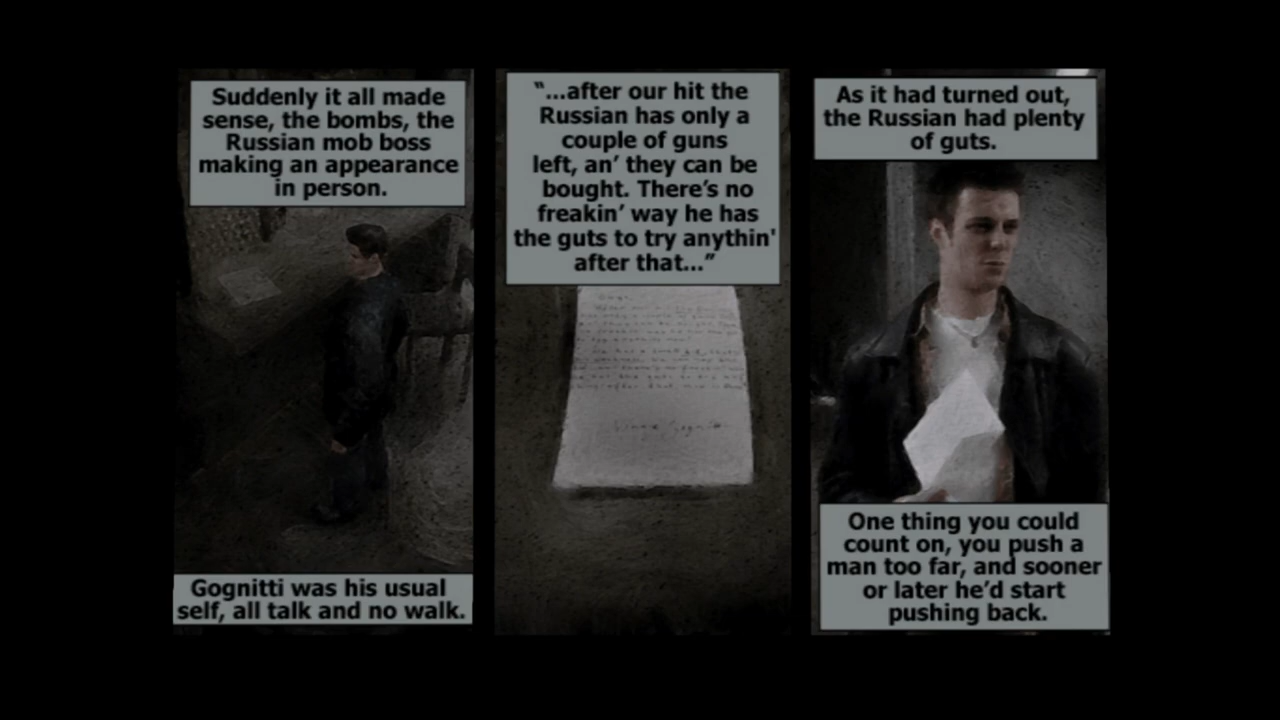 Suddenly it all made
sense, the bombs, the
Russian mob boss
making an appearance
in person.
Gognitti was his usual
self, all talk and no walk.
“...after our hit the
Russian has only a
couple of guns
left, an’ they can be
bought. There’s no
freakin’ way he has
the guts to try anythin'
after that...”
As it had turned out,
the Russian had plenty
of guts.
One thing you could
count on, you push a
man too far, and sooner
or later he’d start
pushing back.